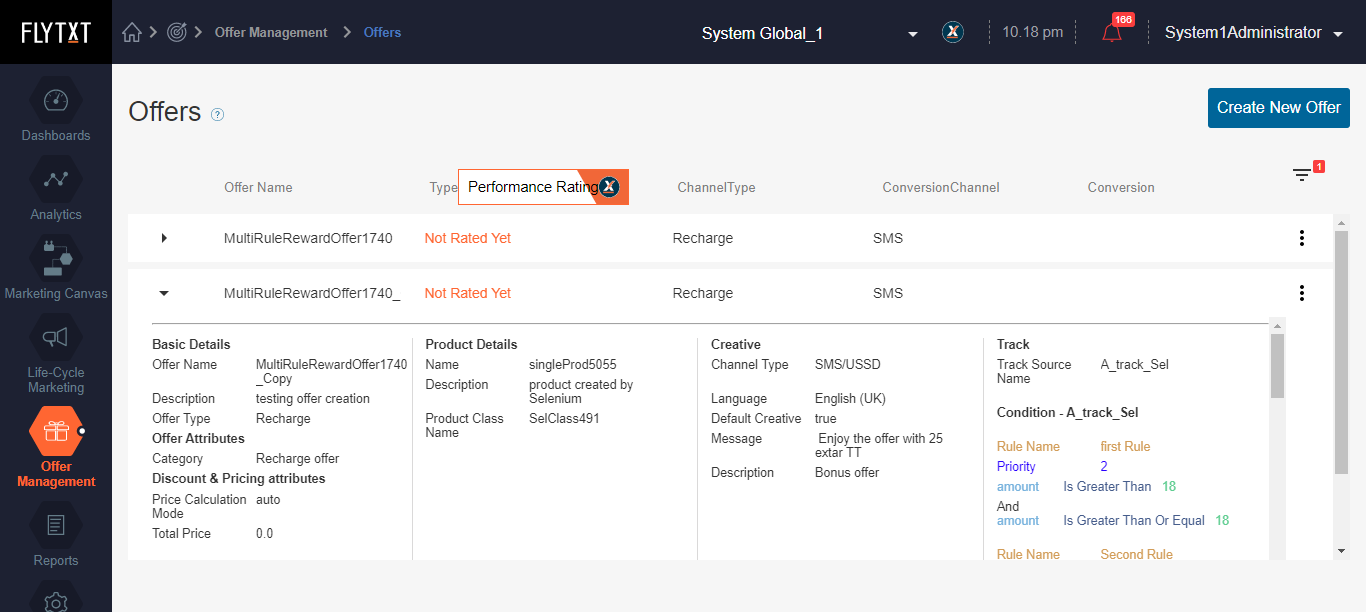 FLYTXT
Offer Management
Offers
System Global_1
X
10.18 pm
166
System1Administrator
Dashboards
Analytics
Marketing Canvas
Life-Cycle
Marketing
Offer
Management
Reports
Offers ?
Create New Offer
1
Offer Name
Type
Performance Rating X
ChannelType
ConversionChannel
Conversion
MultiRuleRewardOffer1740
Not Rated Yet
Recharge
SMS
MultiRuleRewardOffer1740_
Not Rated Yet
Recharge
SMS
Basic Details
Offer Name MultiRuleRewardOffer1740
_Copy
Description testing offer creation
Offer Type Recharge
Offer Attributes
Category Recharge offer
Discount & Pricing attributes
Price Calculation auto
Mode
Total Price 0.0
Product Details
Name singleProd5055
Description product created by
Selenium
Product Class SelClass491
Name
Creative
Channel Type SMS/USSD
Language English (UK)
Default Creative true
Message Enjoy the offer with 25
extar TT
Description Bonus offer
Track
Track Source A_track_Sel
Name
Condition - A_track_Sel
Rule Name first Rule
Priority 2
amount Is Greater Than 18
And
amount Is Greater Than Or Equal 18
Rule Name Second Rule